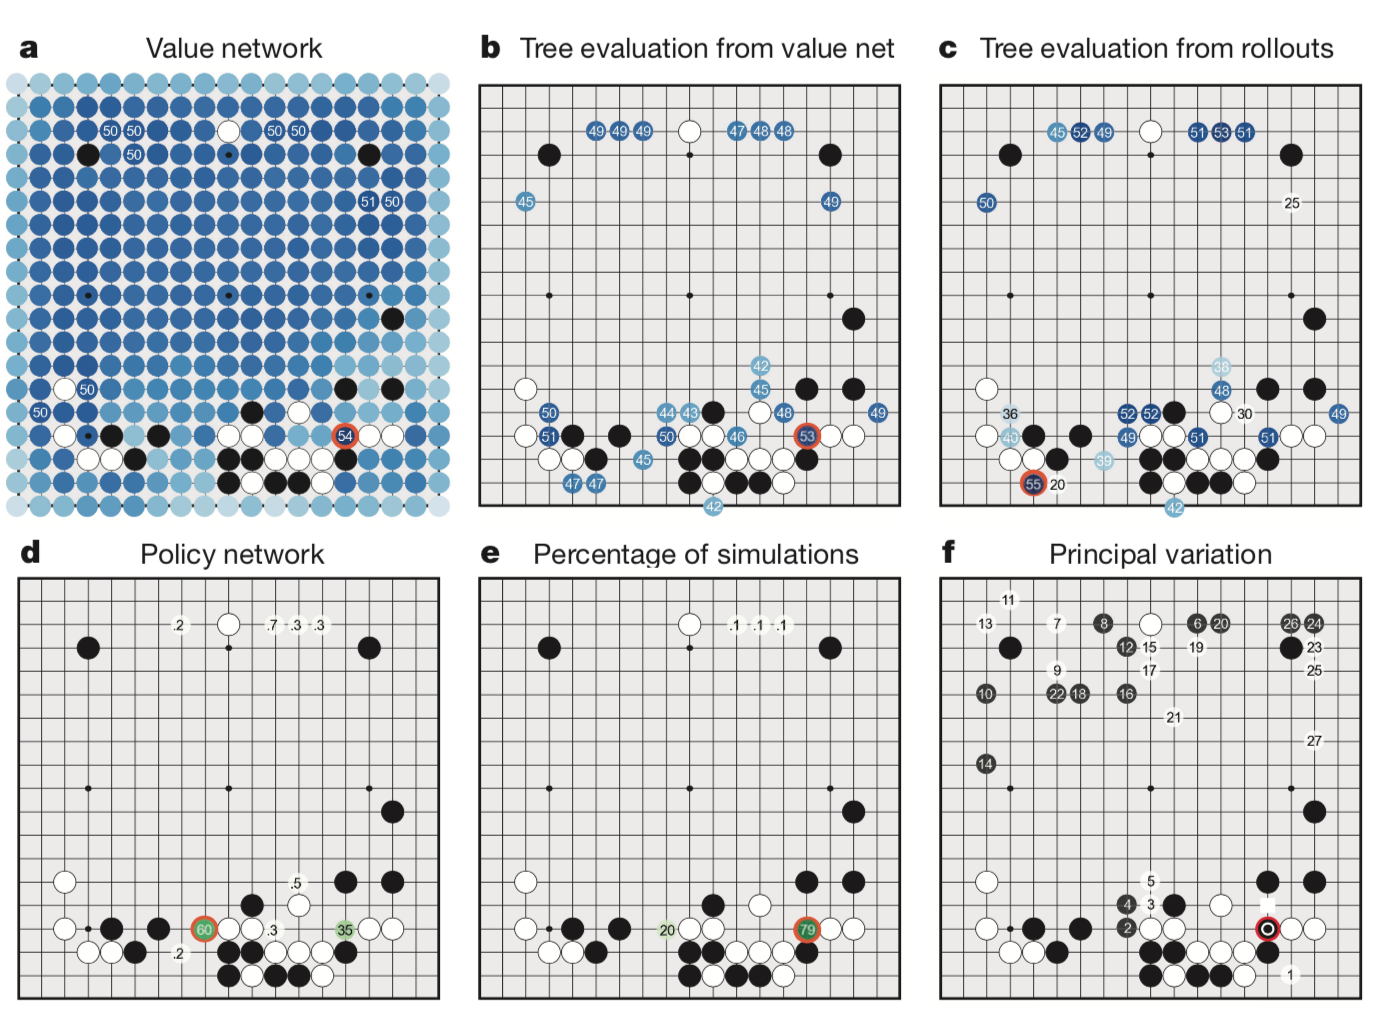 a Value network
b Tree evaluation from value net
c Tree evaluation from rollouts
50 50 50 50
50
51 50
50
50
54
49 49 49 47 48 48
45 49
42
45
50 44 43 48 49
51 50 46 53
45
47 47
42
45 52 49 51 53 51
50 25
38
48
36 52 52 30 49
40 49 51 51
39
55 20
42
d Policy network
e Percentage of simulations
f Principal variation
.2 .7 .3 .3
.5
60 .3 35
.2
.1 .1 .1
20 79
11
13 7 8 6 20 26 24
12 15 19 23
9 17 25
10 22 18 16
21
27
14
5
4 3
2
1